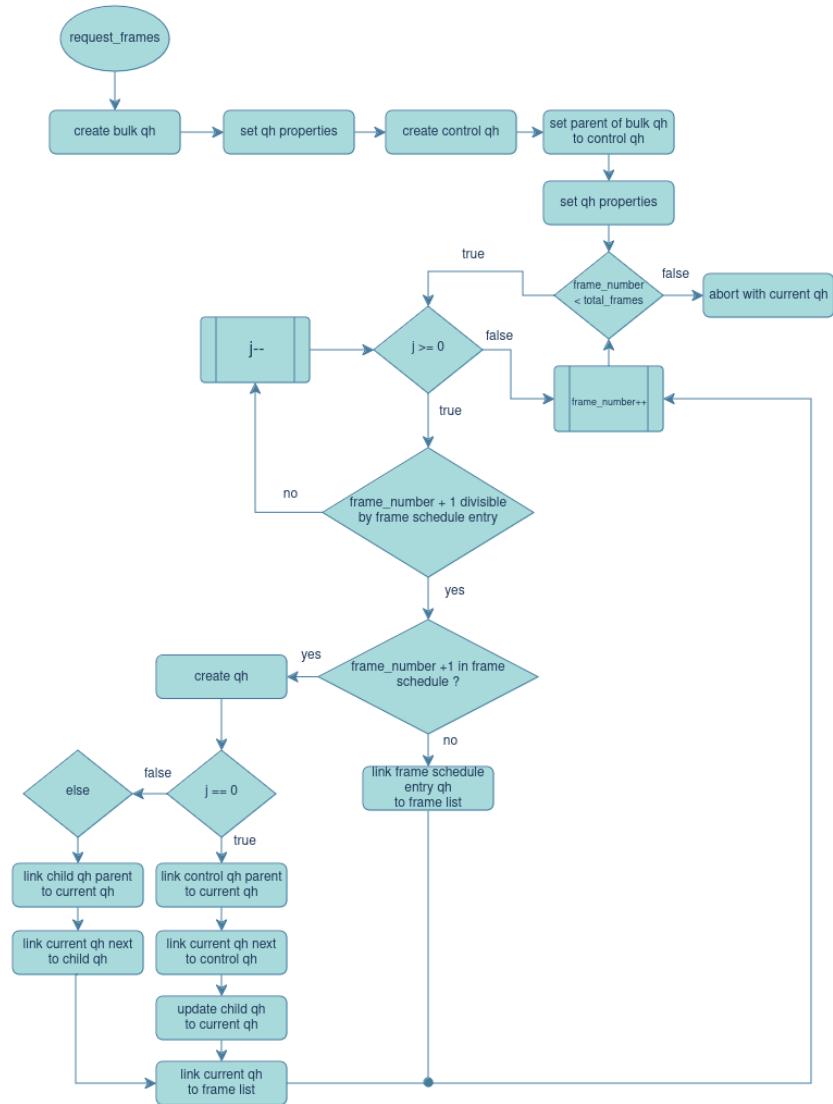 request_frames
create bulk qh
set qh properties
create control qh
set parent of bulk qh
to control qh
set qh properties
true
frame_number
< total_frames
false
abort with current qh
j--
j >= 0
false
frame_number++
true
no
frame_number + 1 divisible
by frame schedule entry
yes
yes
frame_number +1 in frame
schedule ?
create qh
no
link frame schedule
entry qh
to frame list
else
false
j == 0
true
link child qh parent
to current qh
link control qh parent
to current qh
link current qh next
to child qh
link current qh next
to control qh
update child qh
to current qh
link current qh
to frame list